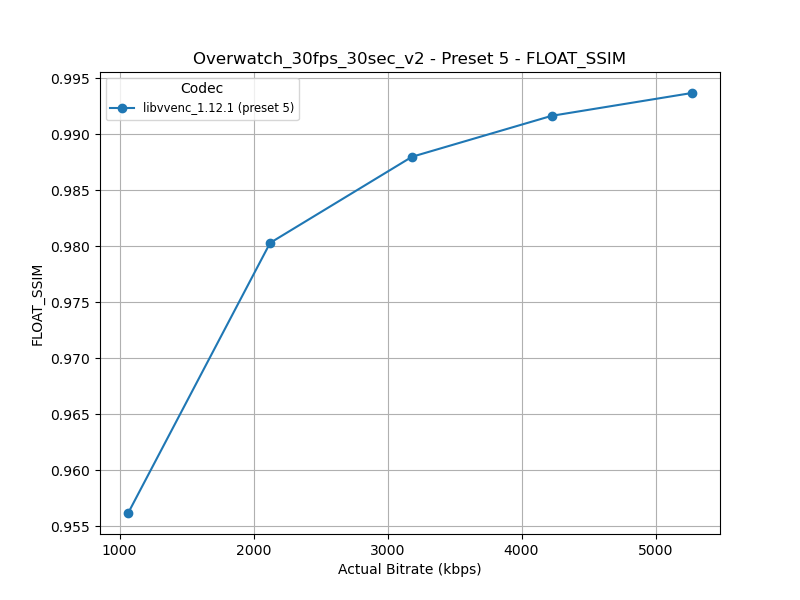 Overwatch_30fps_30sec_v2 - Preset 5 - FLOAT_SSIM
Codec
libvvenc_1.12.1 (preset 5)
FLOAT_SSIM
0.995
0.990
0.985
0.980
0.975
0.970
0.965
0.960
0.955
1000 2000 3000 4000 5000
Actual Bitrate (kbps)